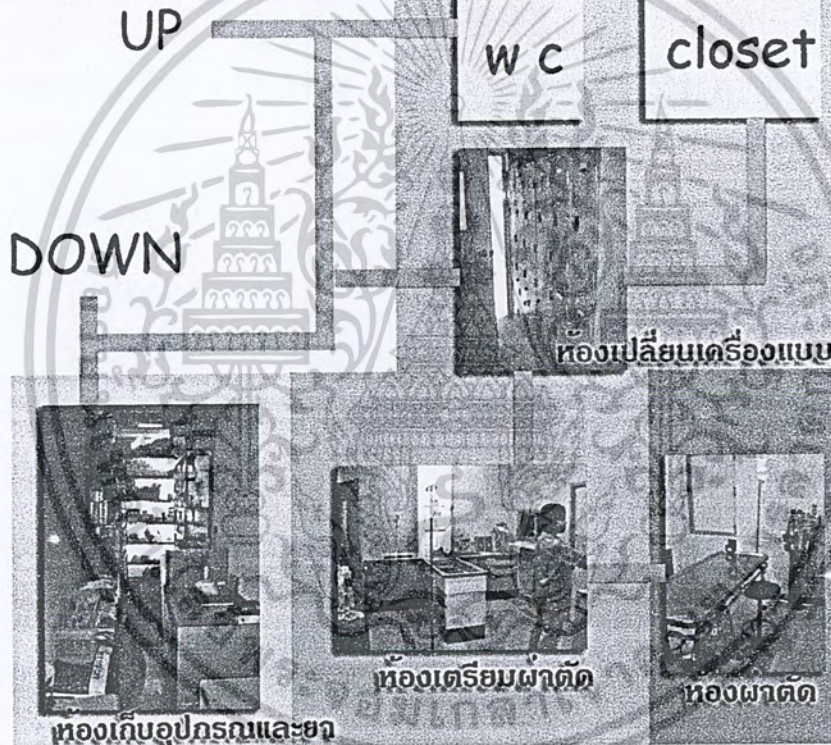 UP
w c
closet
DOWN
ห้องเปลี่ยนเครื่องแบบ
ห้องเตรียมผ่าตัด
ห้องผ่าตัด
ห้องเก็บอุปกรณ์และยา